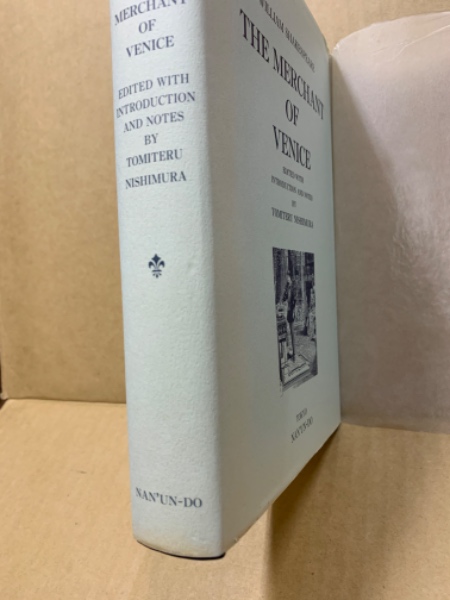 MERCHANT
OF
VENICE
EDITED WITH
INTRODUCTION
AND NOTES
BY
TOMITERU
NISHIMURA
NAN'UN-DO
WILLIAM SHAKESPEARE
THE MERCHANT
OF
VENICE
EDITED WITH
INTRODUCTION AND NOTES
BY
TOMITERU NISHIMURA
TOKYO
NAN'UN-DO